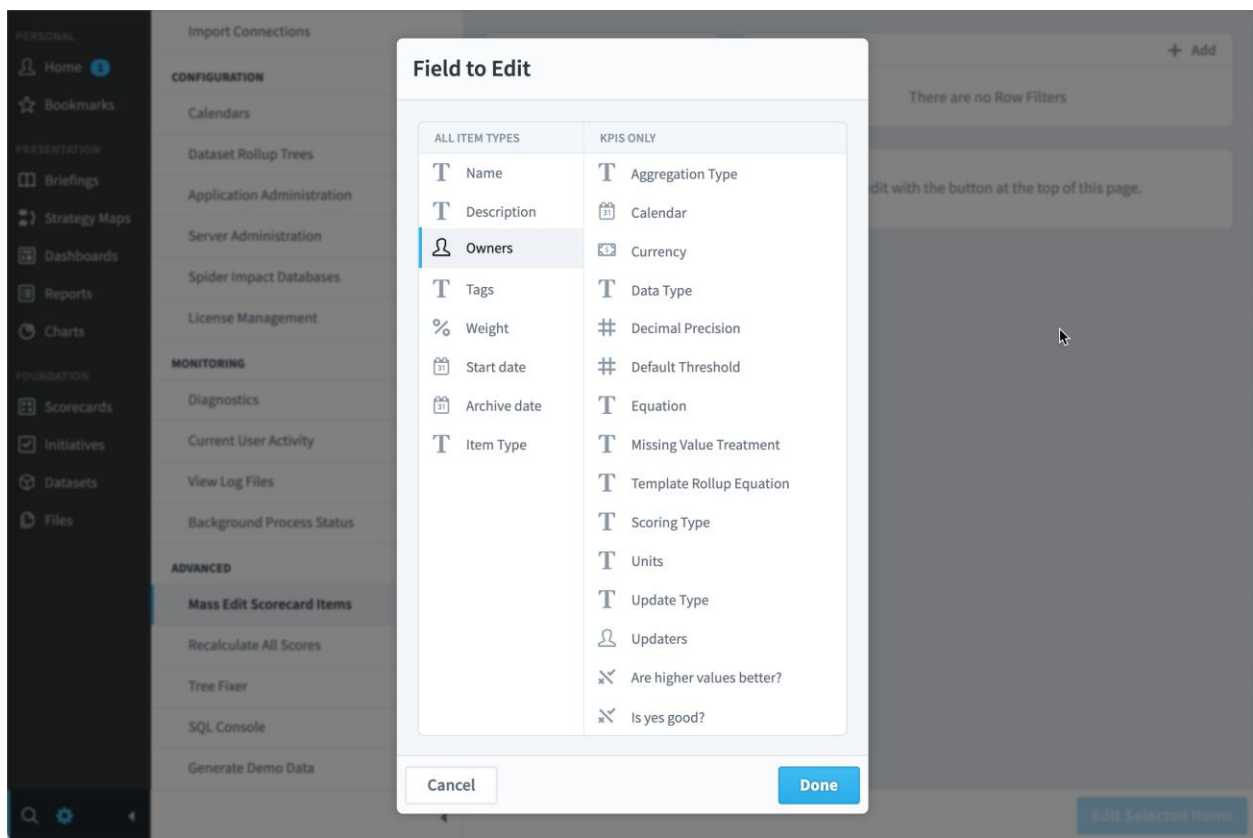 PERSONAL
Home 1
Bookmarks
PRESENTATION
Briefings
Strategy Maps
Dashboards
Reports
Charts
FOUNDATION
Scorecards
Initiatives
Datasets
Files
Import Connections
CONFIGURATION
Calendars
Dataset Rollup Trees
Application Administration
Server Administration
Spider Impact Databases
License Management
MONITORING
Diagnostics
Current User Activity
View Log Files
Background Process Status
ADVANCED
Mass Edit Scorecard Items
Recalculate All Scores
Tree Fixer
SQL Console
Generate Demo Data
Field to Edit
ALL ITEM TYPES
Name
Description
Owners
Tags
Weight
Start date
Archive date
Item Type
KPIS ONLY
Aggregation Type
Calendar
Currency
Data Type
Decimal Precision
Default Threshold
Equation
Missing Value Treatment
Template Rollup Equation
Scoring Type
Units
Update Type
Updaters
Are higher values better?
Is yes good?
Cancel
Done
+ Add
There are no Row Filters
edit with the button at the top of this page.
Edit Selected Items